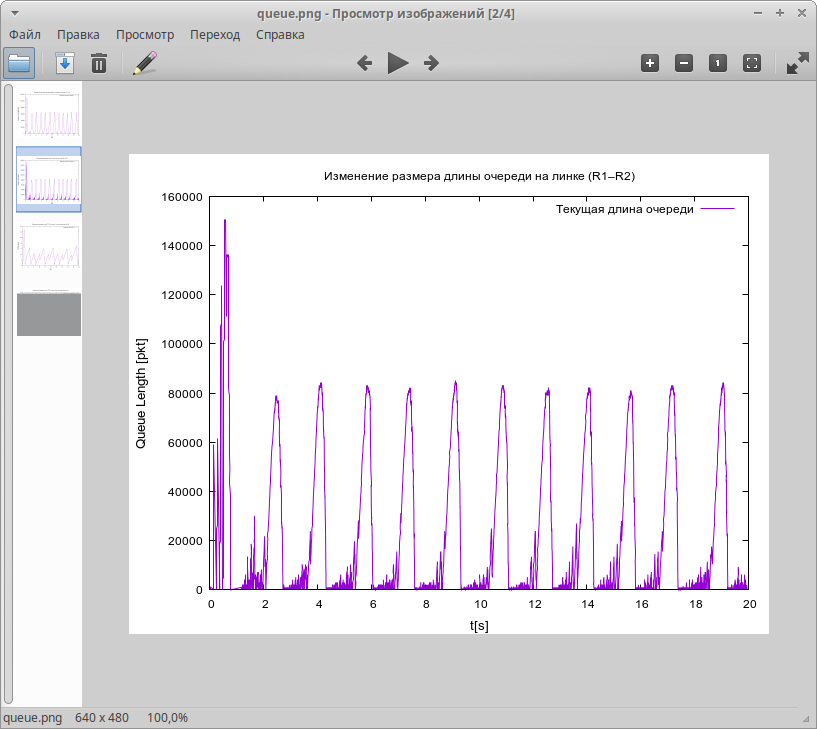 queue.png - Просмотр изображений [2/4]
Файл Правка Просмотр Переход Справка
1
Изменение размера длины очереди на линке (R1–R2)
Текущая длина очереди
160000
140000
120000
100000
80000
60000
40000
20000
0
Queue Length [pkt]
0 2 4 6 8 10 12 14 16 18 20
t[s]
queue.png 640 x 480 100,0%